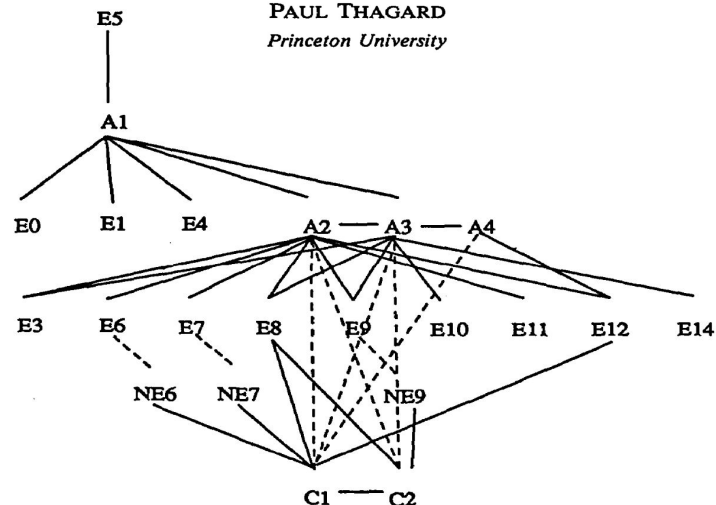 E5
PAUL THAGARD
Princeton University
A1
E0 E1 E4
A2 A3 A4
E3 E6 E7 E8 E9 E10 E11 E12 E14
NE6 NE7 NE9
C1 C2